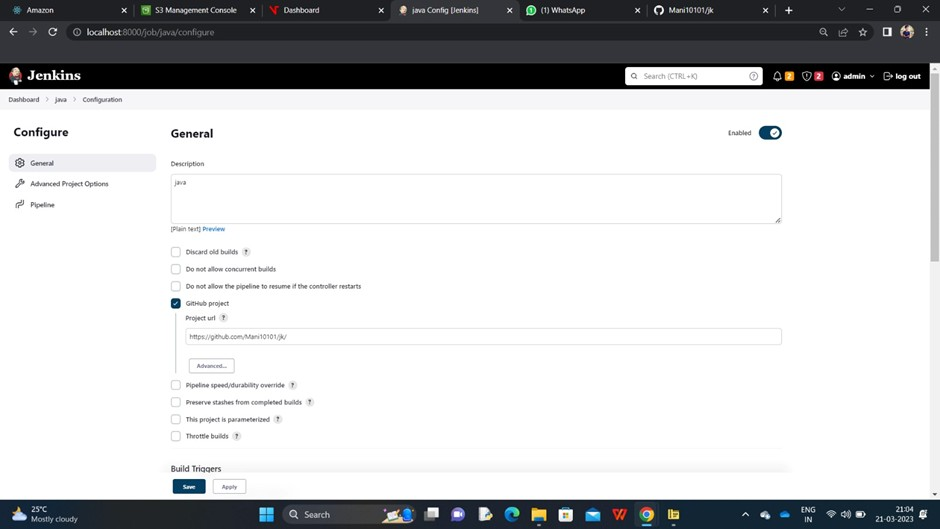 Amazon
S3 Management Console
Dashboard
java Config [Jenkins]
(1) WhatsApp
Mani10101/jk
localhost:8000/job/java/configure
Jenkins
Search (CTRL+K)
2
2
admin
log out
Dashboard
java
Configuration
Configure
General
Advanced Project Options
Pipeline
General
Enabled
Description
java
[Plain text] Preview
Discard old builds ?
Do not allow concurrent builds
Do not allow the pipeline to resume if the controller restarts
GitHub project
Project url ?
https://github.com/Mani10101/jk/
Advanced...
Pipeline speed/durability override ?
Preserve stashes from completed builds ?
This project is parameterized ?
Throttle builds ?
Build Triggers
Save
Apply
25°C
Mostly cloudy
Search
ENG
IN
21:04
21-03-2023